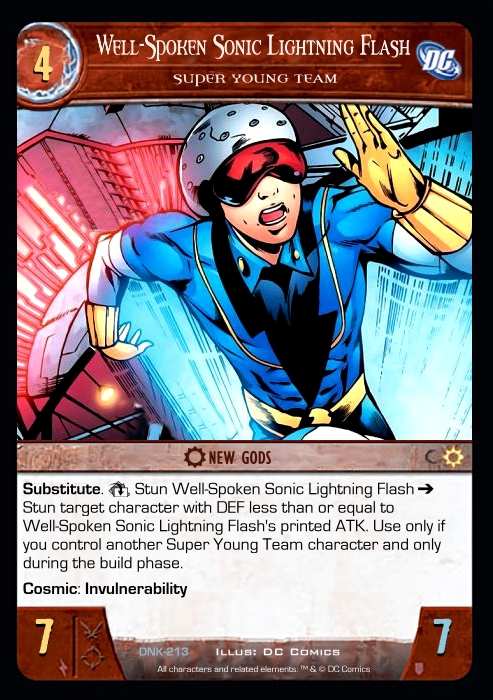 4
WELL-SPOKEN SONIC LIGHTNING FLASH
SUPER YOUNG TEAM
DC
NEW GODS
Substitute. , Stun Well-Spoken Sonic Lightning Flash ➔
Stun target character with DEF less than or equal to
Well-Spoken Sonic Lightning Flash's printed ATK. Use only if
you control another Super Young Team character and only
during the build phase.
Cosmic: Invulnerability
7
DNK-213 ILLUS: DC COMICS
All characters and related elements: ™ & © DC Comics
7